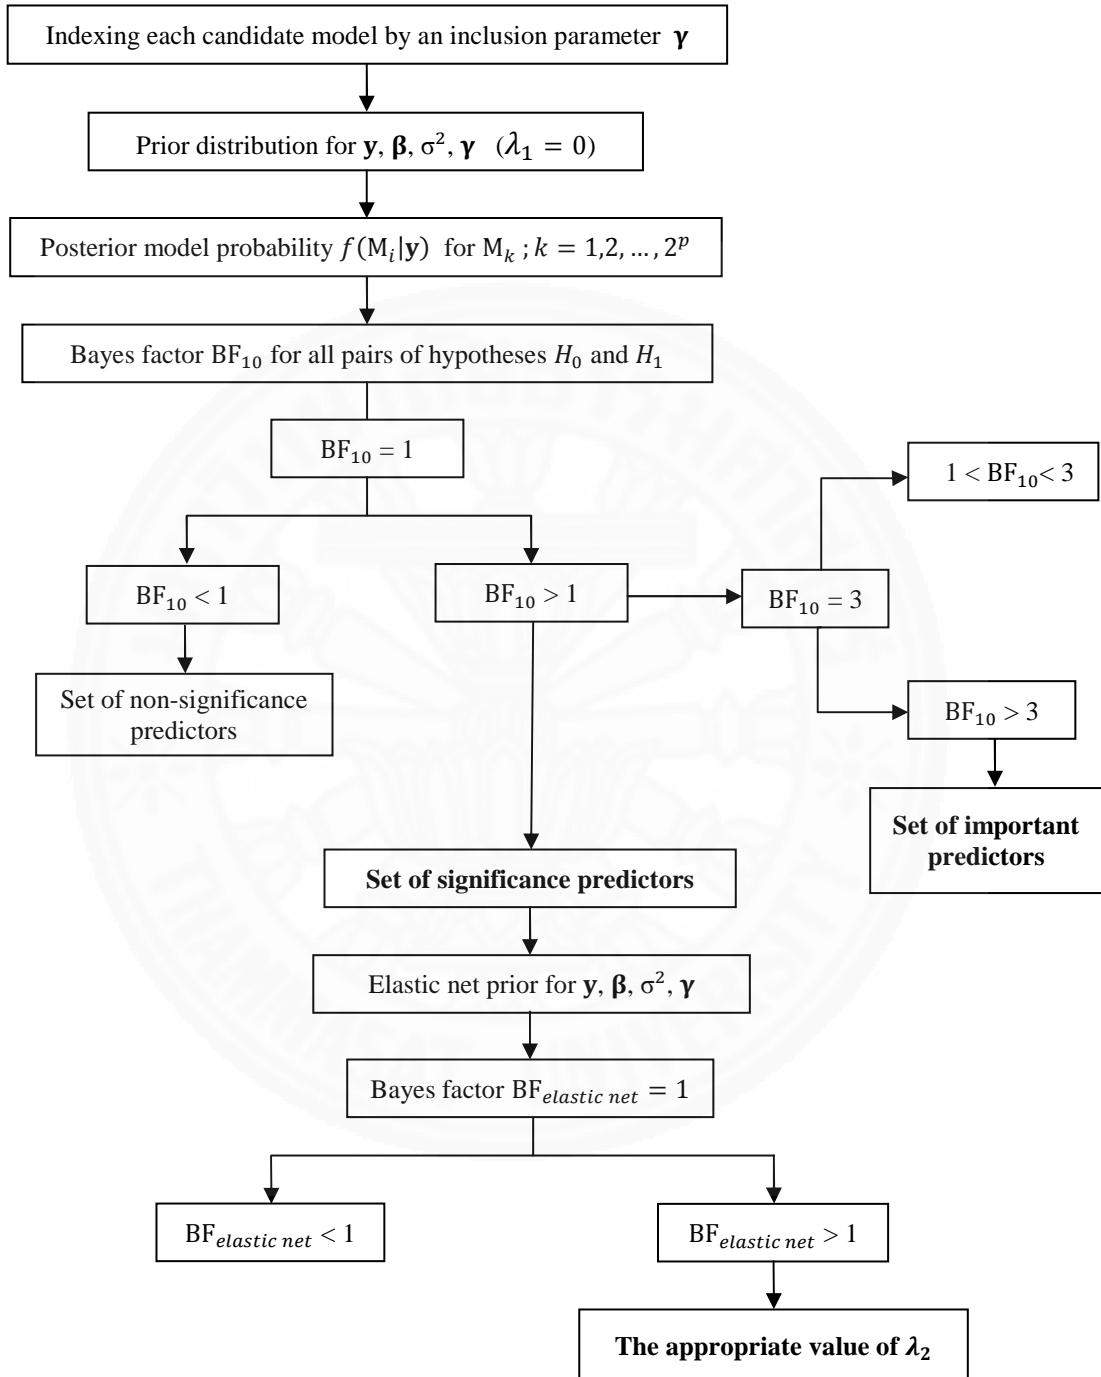 Indexing each candidate model by an inclusion parameter γ
Prior distribution for y, β, σ², γ (λ₁ = 0)
Posterior model probability f(Mᵢ|y) for Mₖ ; k = 1,2, … , 2ᵖ
Bayes factor BF₁₀ for all pairs of hypotheses H₀ and H₁
BF₁₀ = 1
1 < BF₁₀< 3
BF₁₀ < 1
BF₁₀ > 1
BF₁₀ = 3
Set of non-significance
predictors
BF₁₀ > 3
Set of important
predictors
Set of significance predictors
Elastic net prior for y, β, σ², γ
Bayes factor BF_elastic net = 1
BF_elastic net < 1
BF_elastic net > 1
The appropriate value of λ₂
THAMMASAT UNIVERSITY